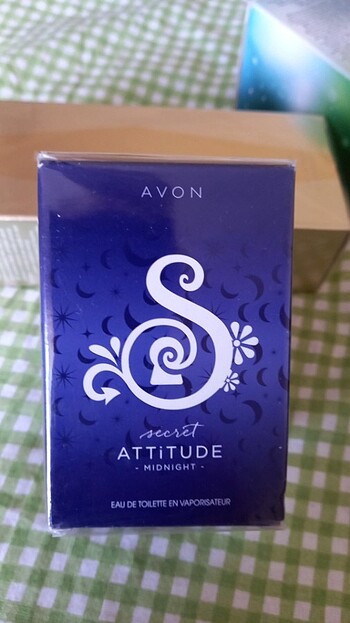 AVON
S
secret
ATTiTUDE
- MIDNIGHT -
EAU DE TOILETTE EN VAPORISATEUR